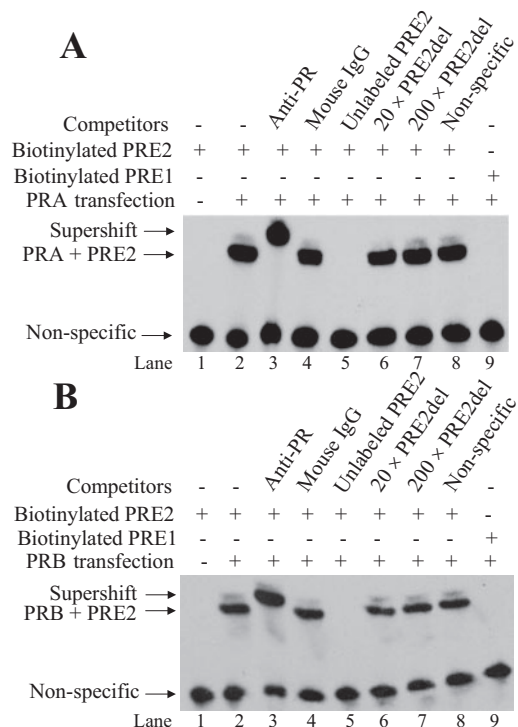 A
Anti-PR
Mouse IgG
Unlabeled PRE2
20 × PRE2del
200 × PRE2del
Non-specific
Competitors - - -
Biotinylated PRE2 + + + + + + + + -
Biotinylated PRE1 - - - - - - - - +
PRA transfection - + + + + + + + +
Supershift
PRA + PRE2
Non-specific
Lane 1 2 3 4 5 6 7 8 9
B
Anti-PR
Mouse IgG
Unlabeled PRE2
20 × PRE2del
200 × PRE2del
Non-specific
Competitors - - -
Biotinylated PRE2 + + + + + + + + -
Biotinylated PRE1 - - - - - - - - +
PRB transfection - + + + + + + + +
Supershift
PRB + PRE2
Non-specific
Lane 1 2 3 4 5 6 7 8 9